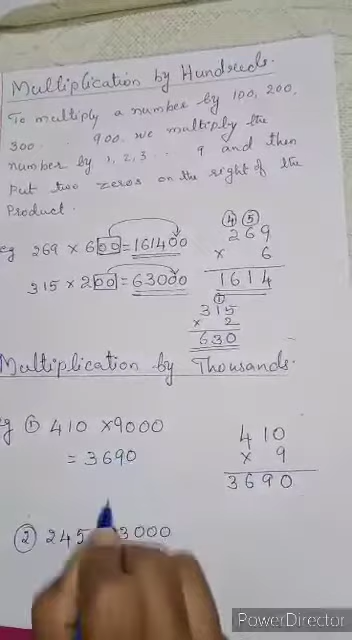 Multiplication by Hundreds.
To multiply a number by 100, 200,
300 . . . 900. we multiply the
number by 1, 2, 3 . . . 9 and then
put two zeros on the right of the
Product.
eg 269 × 600 = 161400
315 × 200 = 63000
4 5
269
× 6
1614
1
315
× 2
630
Multiplication by Thousands.
eg 1 410 × 9000
= 3690
410
× 9
3690
2 245 3000
PowerDirector